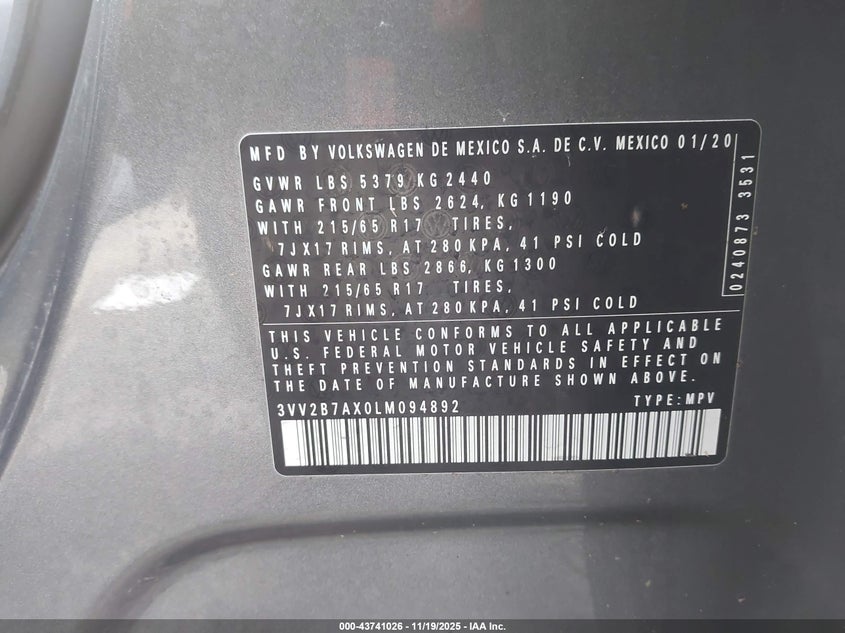 MFD BY VOLKSWAGEN DE MEXICO S.A. DE C.V. MEXICO 01/20
GVWR LBS 5379 KG 2440
GAWR FRONT LBS 2624, KG 1190
WITH 215/65 R17 TIRES,
7JX17 RIMS, AT 280 KPA, 41 PSI COLD
GAWR REAR LBS 2866, KG 1300
WITH 215/65 R17 TIRES,
7JX17 RIMS, AT 280 KPA, 41 PSI COLD
0240873 3531
THIS VEHICLE CONFORMS TO ALL APPLICABLE
U.S. FEDERAL MOTOR VEHICLE SAFETY AND
THEFT PREVENTION STANDARDS IN EFFECT ON
THE DATE OF MANUFACTURE SHOWN ABOVE.
3VV2B7AX0LM094892 TYPE: MPV
000-43741026 - 11/19/2025 - IAA Inc.